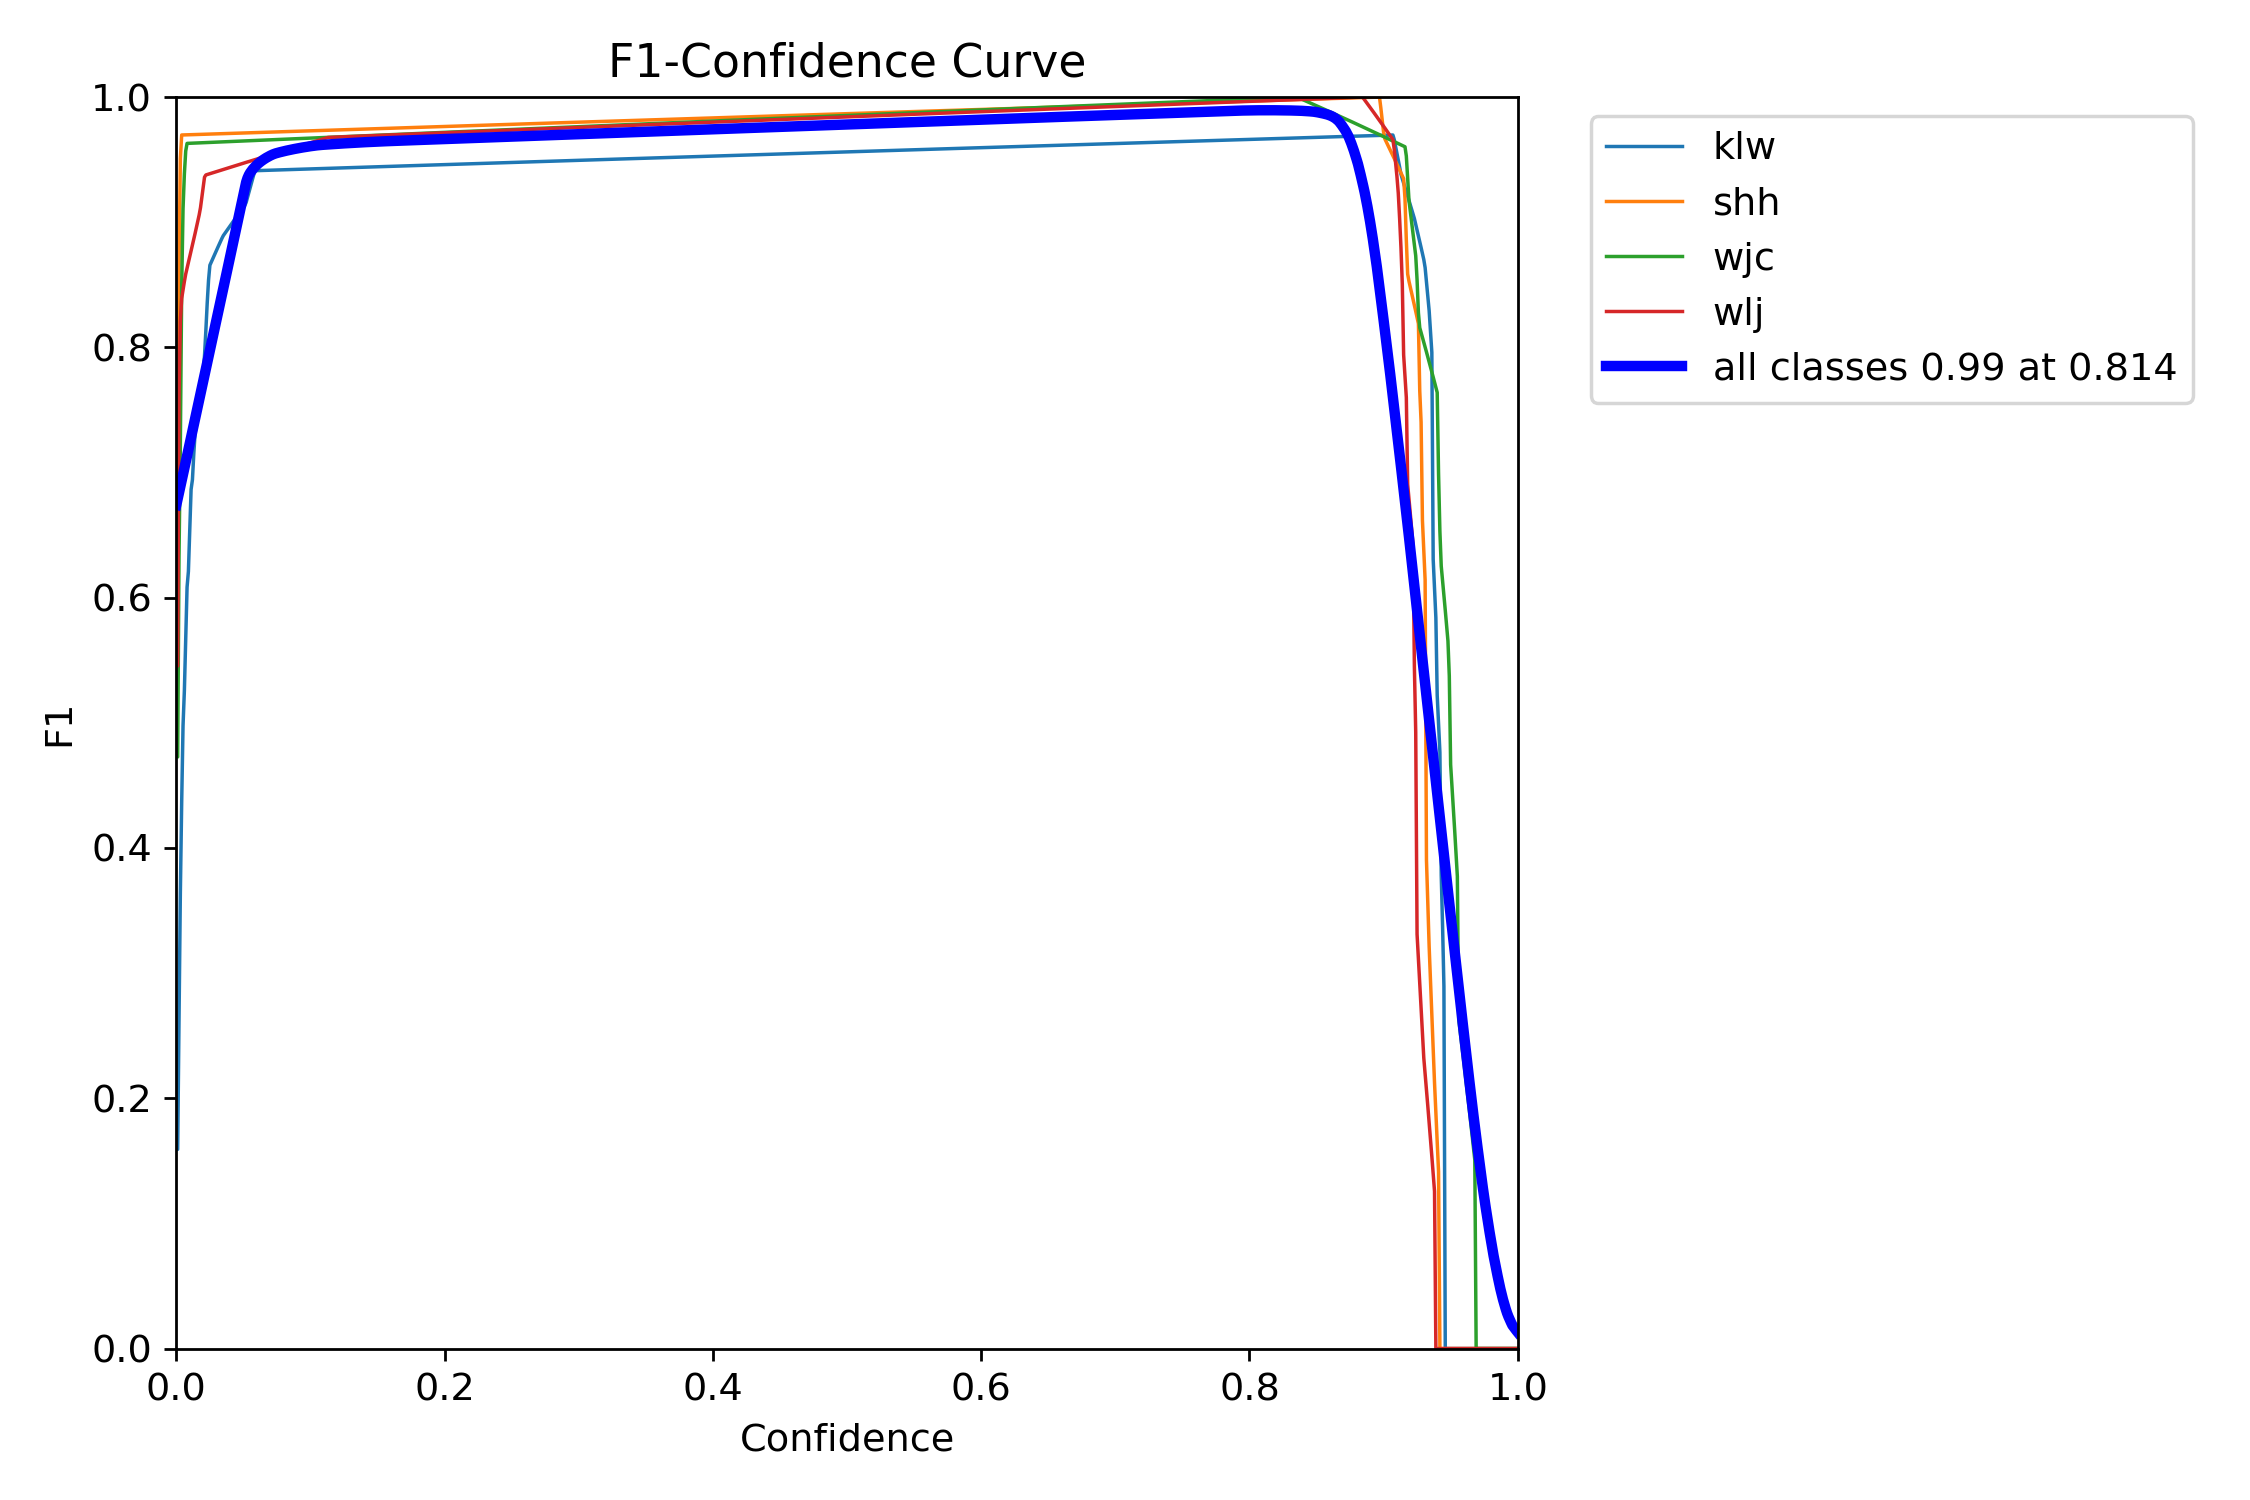 F1-Confidence Curve
1.0
0.8
0.6
0.4
0.2
0.0
F1
0.0 0.2 0.4 0.6 0.8 1.0
Confidence
klw
shh
wjc
wlj
all classes 0.99 at 0.814